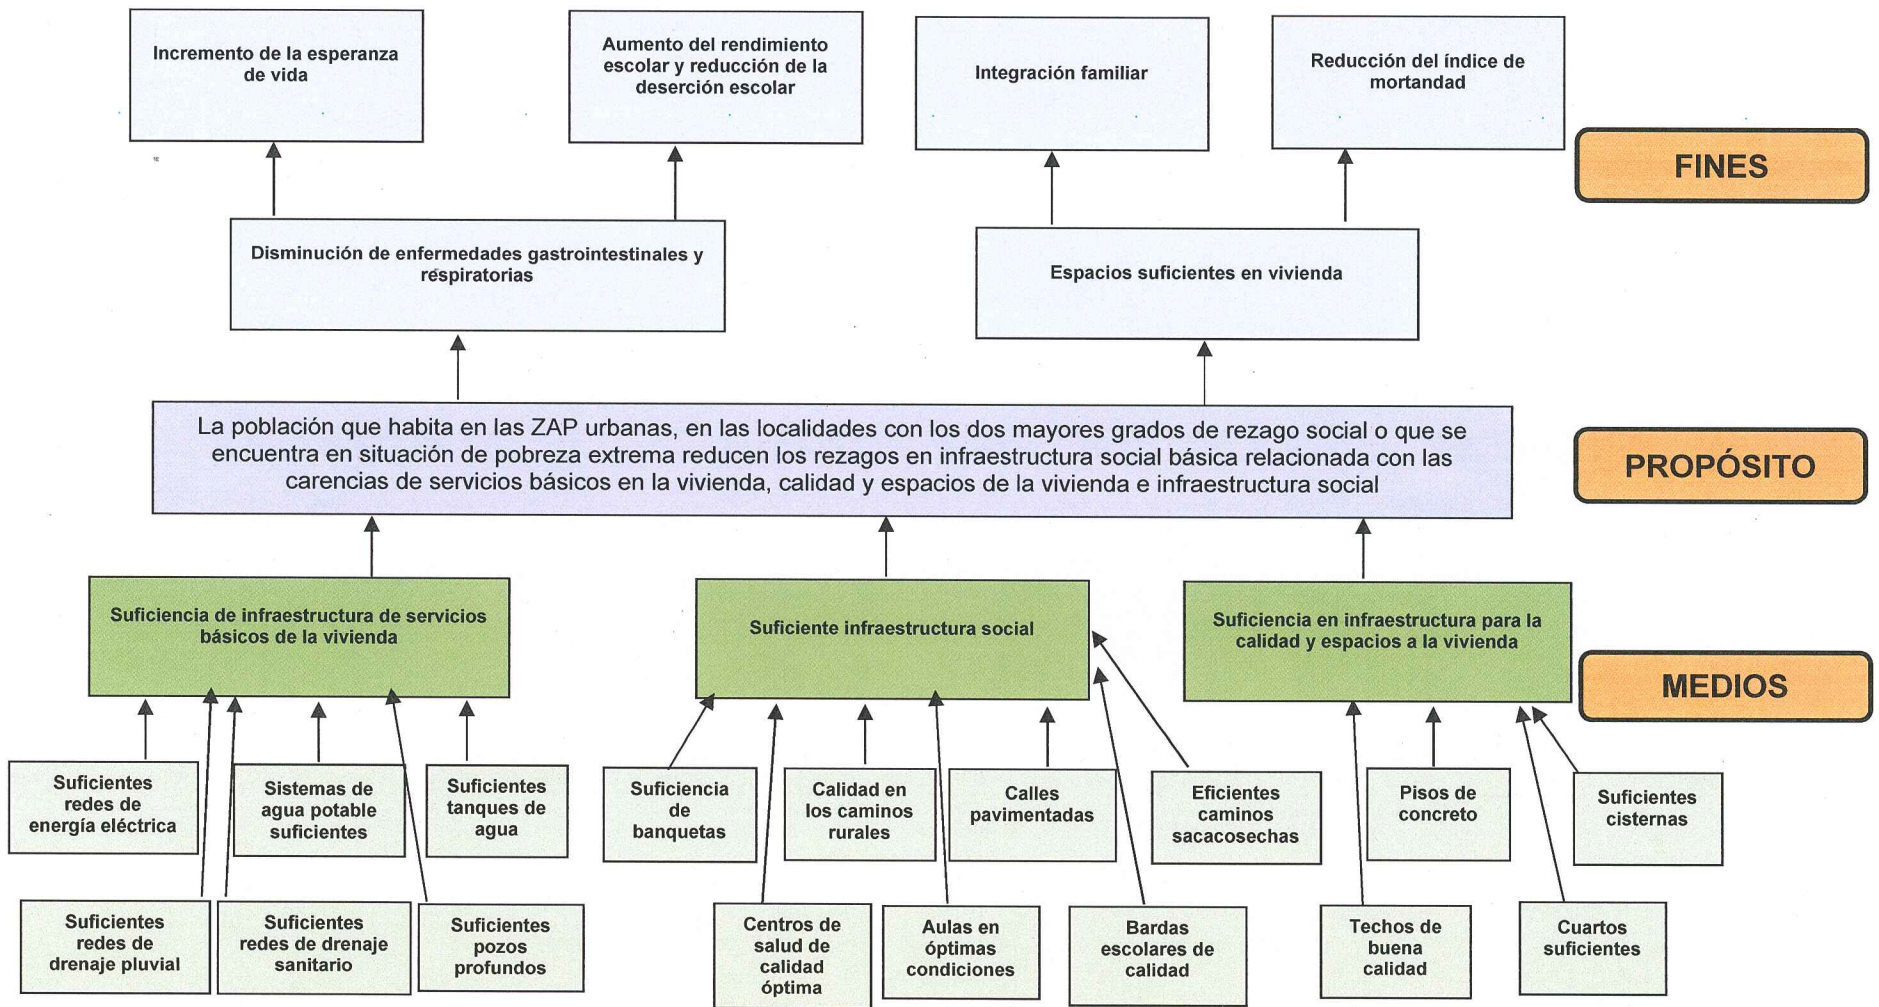 Incremento de la esperanza
de vida
Aumento del rendimiento
escolar y reducción de la
deserción escolar
Integración familiar
Reducción del índice de
mortandad
FINES
Disminución de enfermedades gastrointestinales y
respiratorias
Espacios suficientes en vivienda
La población que habita en las ZAP urbanas, en las localidades con los dos mayores grados de rezago social o que se
encuentra en situación de pobreza extrema reducen los rezagos en infraestructura social básica relacionada con las
carencias de servicios básicos en la vivienda, calidad y espacios de la vivienda e infraestructura social
PROPÓSITO
Suficiencia de infraestructura de servicios
básicos de la vivienda
Suficiente infraestructura social
Suficiencia en infraestructura para la
calidad y espacios a la vivienda
MEDIOS
Suficientes
redes de
energía eléctrica
Sistemas de
agua potable
suficientes
Suficientes
tanques de
agua
Suficiencia
de
banquetas
Calidad en
los caminos
rurales
Calles
pavimentadas
Eficientes
caminos
sacacosechas
Pisos de
concreto
Suficientes
cisternas
Suficientes
redes de
drenaje pluvial
Suficientes
redes de drenaje
sanitario
Suficientes
pozos
profundos
Centros de
salud de
calidad
óptima
Aulas en
óptimas
condiciones
Bardas
escolares de
calidad
Techos de
buena
calidad
Cuartos
suficientes